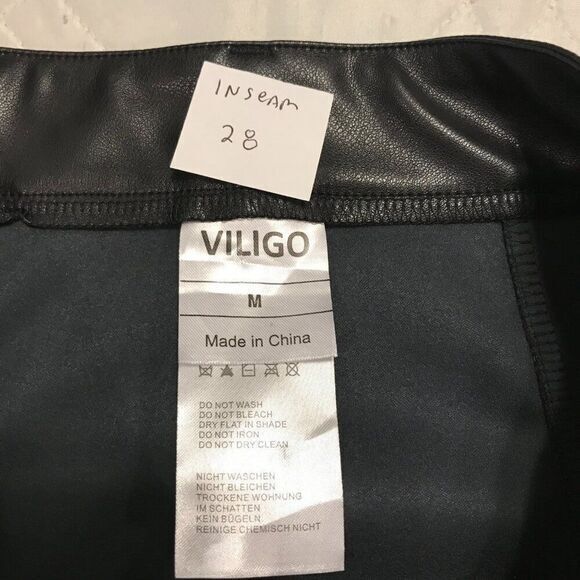 INSEAM
28
VILIGO
M
Made in China
DO NOT WASH
DO NOT BLEACH
DRY FLAT IN SHADE
DO NOT IRON
DO NOT DRY CLEAN
NICHT WASCHEN
NICHT BLEICHEN
TROCKENE WOHNUNG
IM SCHATTEN
KEIN BÜGELN
REINIGE CHEMISCH NICHT